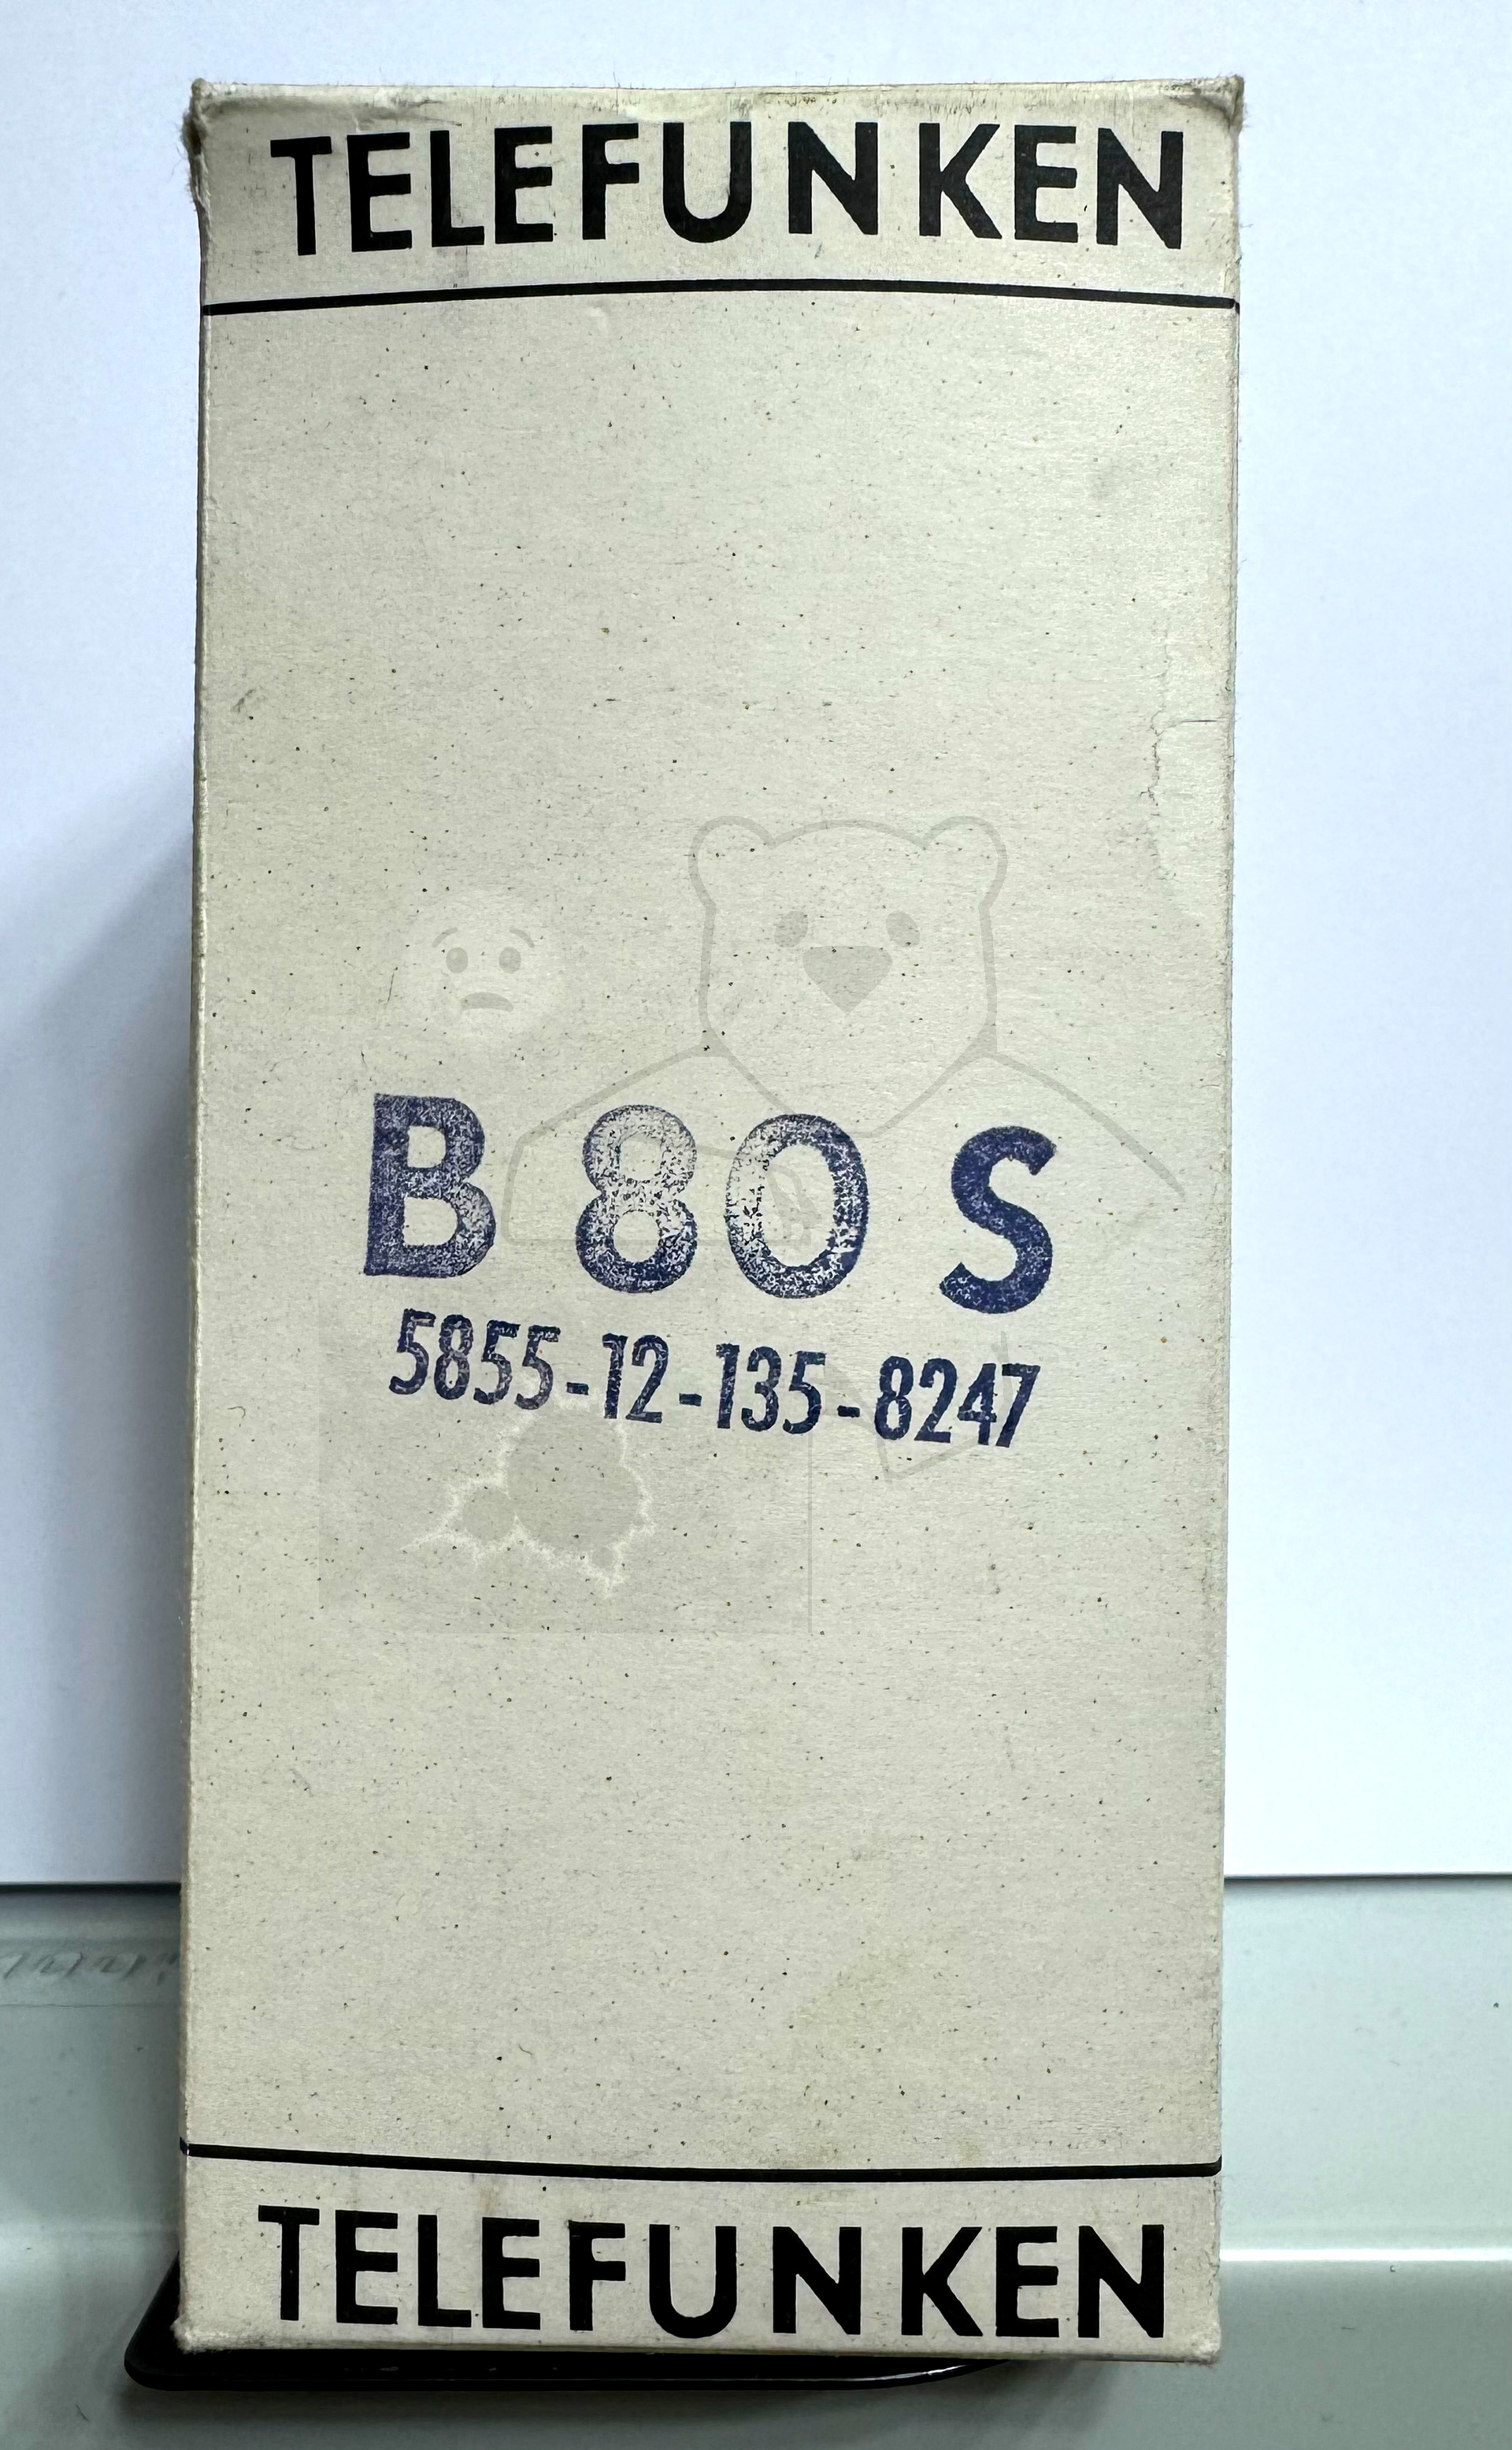 TELEFUNKEN
B 80 S
5855-12-135-8247
TELEFUNKEN